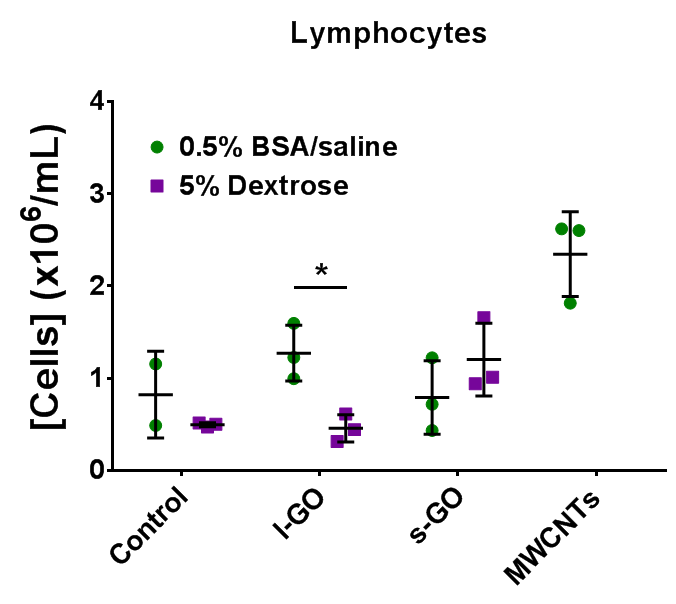 Lymphocytes
[Cells] (x10⁶/mL)
4
3
2
1
0
0.5% BSA/saline
5% Dextrose
*
Control
l-GO
s-GO
MWCNTs